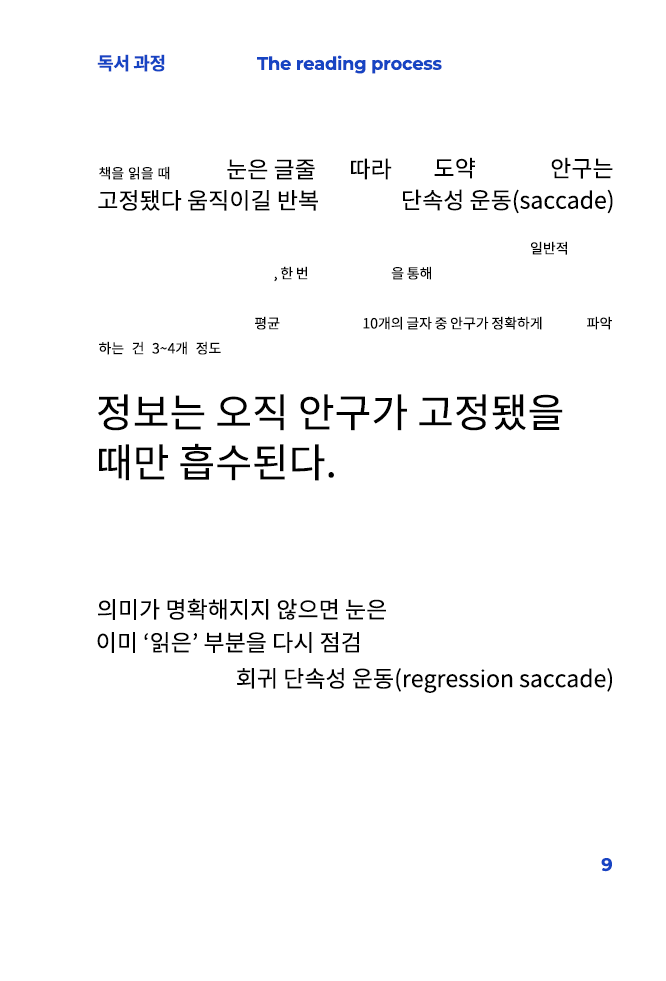 독서 과정 The reading process
책을 읽을 때 눈은 글줄 따라 도약 안구는
고정됐다 움직이길 반복 단속성 운동(saccade)
일반적
, 한 번 을 통해
평균 10개의 글자 중 안구가 정확하게 파악
하는 건 3~4개 정도
정보는 오직 안구가 고정됐을
때만 흡수된다.
의미가 명확해지지 않으면 눈은
이미 ‘읽은’ 부분을 다시 점검
회귀 단속성 운동(regression saccade)
9